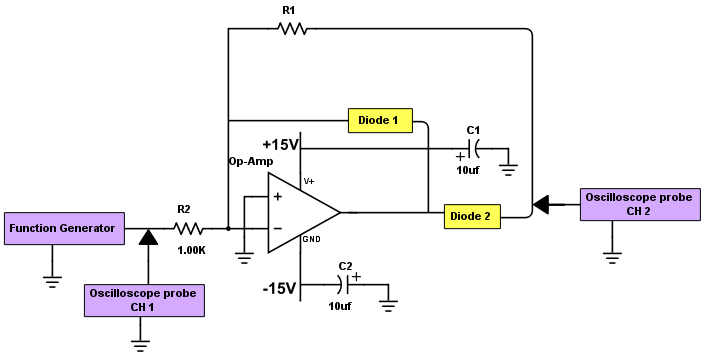 R1
Diode 1
C1
+
10uf
+15V
Op-Amp
V+
+
−
GND
R2
1.00K
Function Generator
Diode 2
Oscilloscope probe
CH 2
Oscilloscope probe
CH 1
C2
+
10uf
-15V